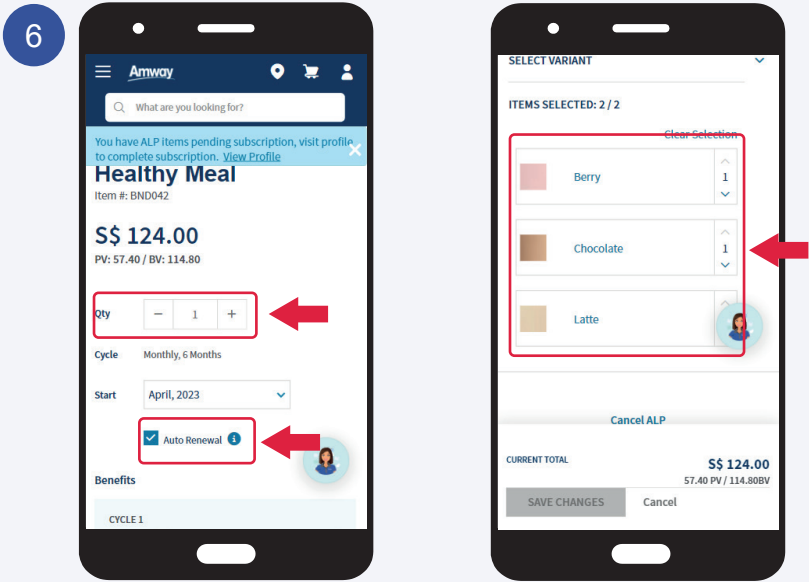 6
Amway
What are you looking for?
You have ALP items pending subscription, visit profile
to complete subscription. View Profile
Healthy Meal
Item #: BND042
S$ 124.00
PV: 57.40 / BV: 114.80
Qty − 1 +
Cycle Monthly, 6 Months
Start April, 2023
Auto Renewal i
Benefits
CYCLE 1
SELECT VARIANT
ITEMS SELECTED: 2 / 2
Clear Selection
Berry 1
Chocolate 1
Latte
Cancel ALP
CURRENT TOTAL S$ 124.00
57.40 PV / 114.80BV
SAVE CHANGES Cancel